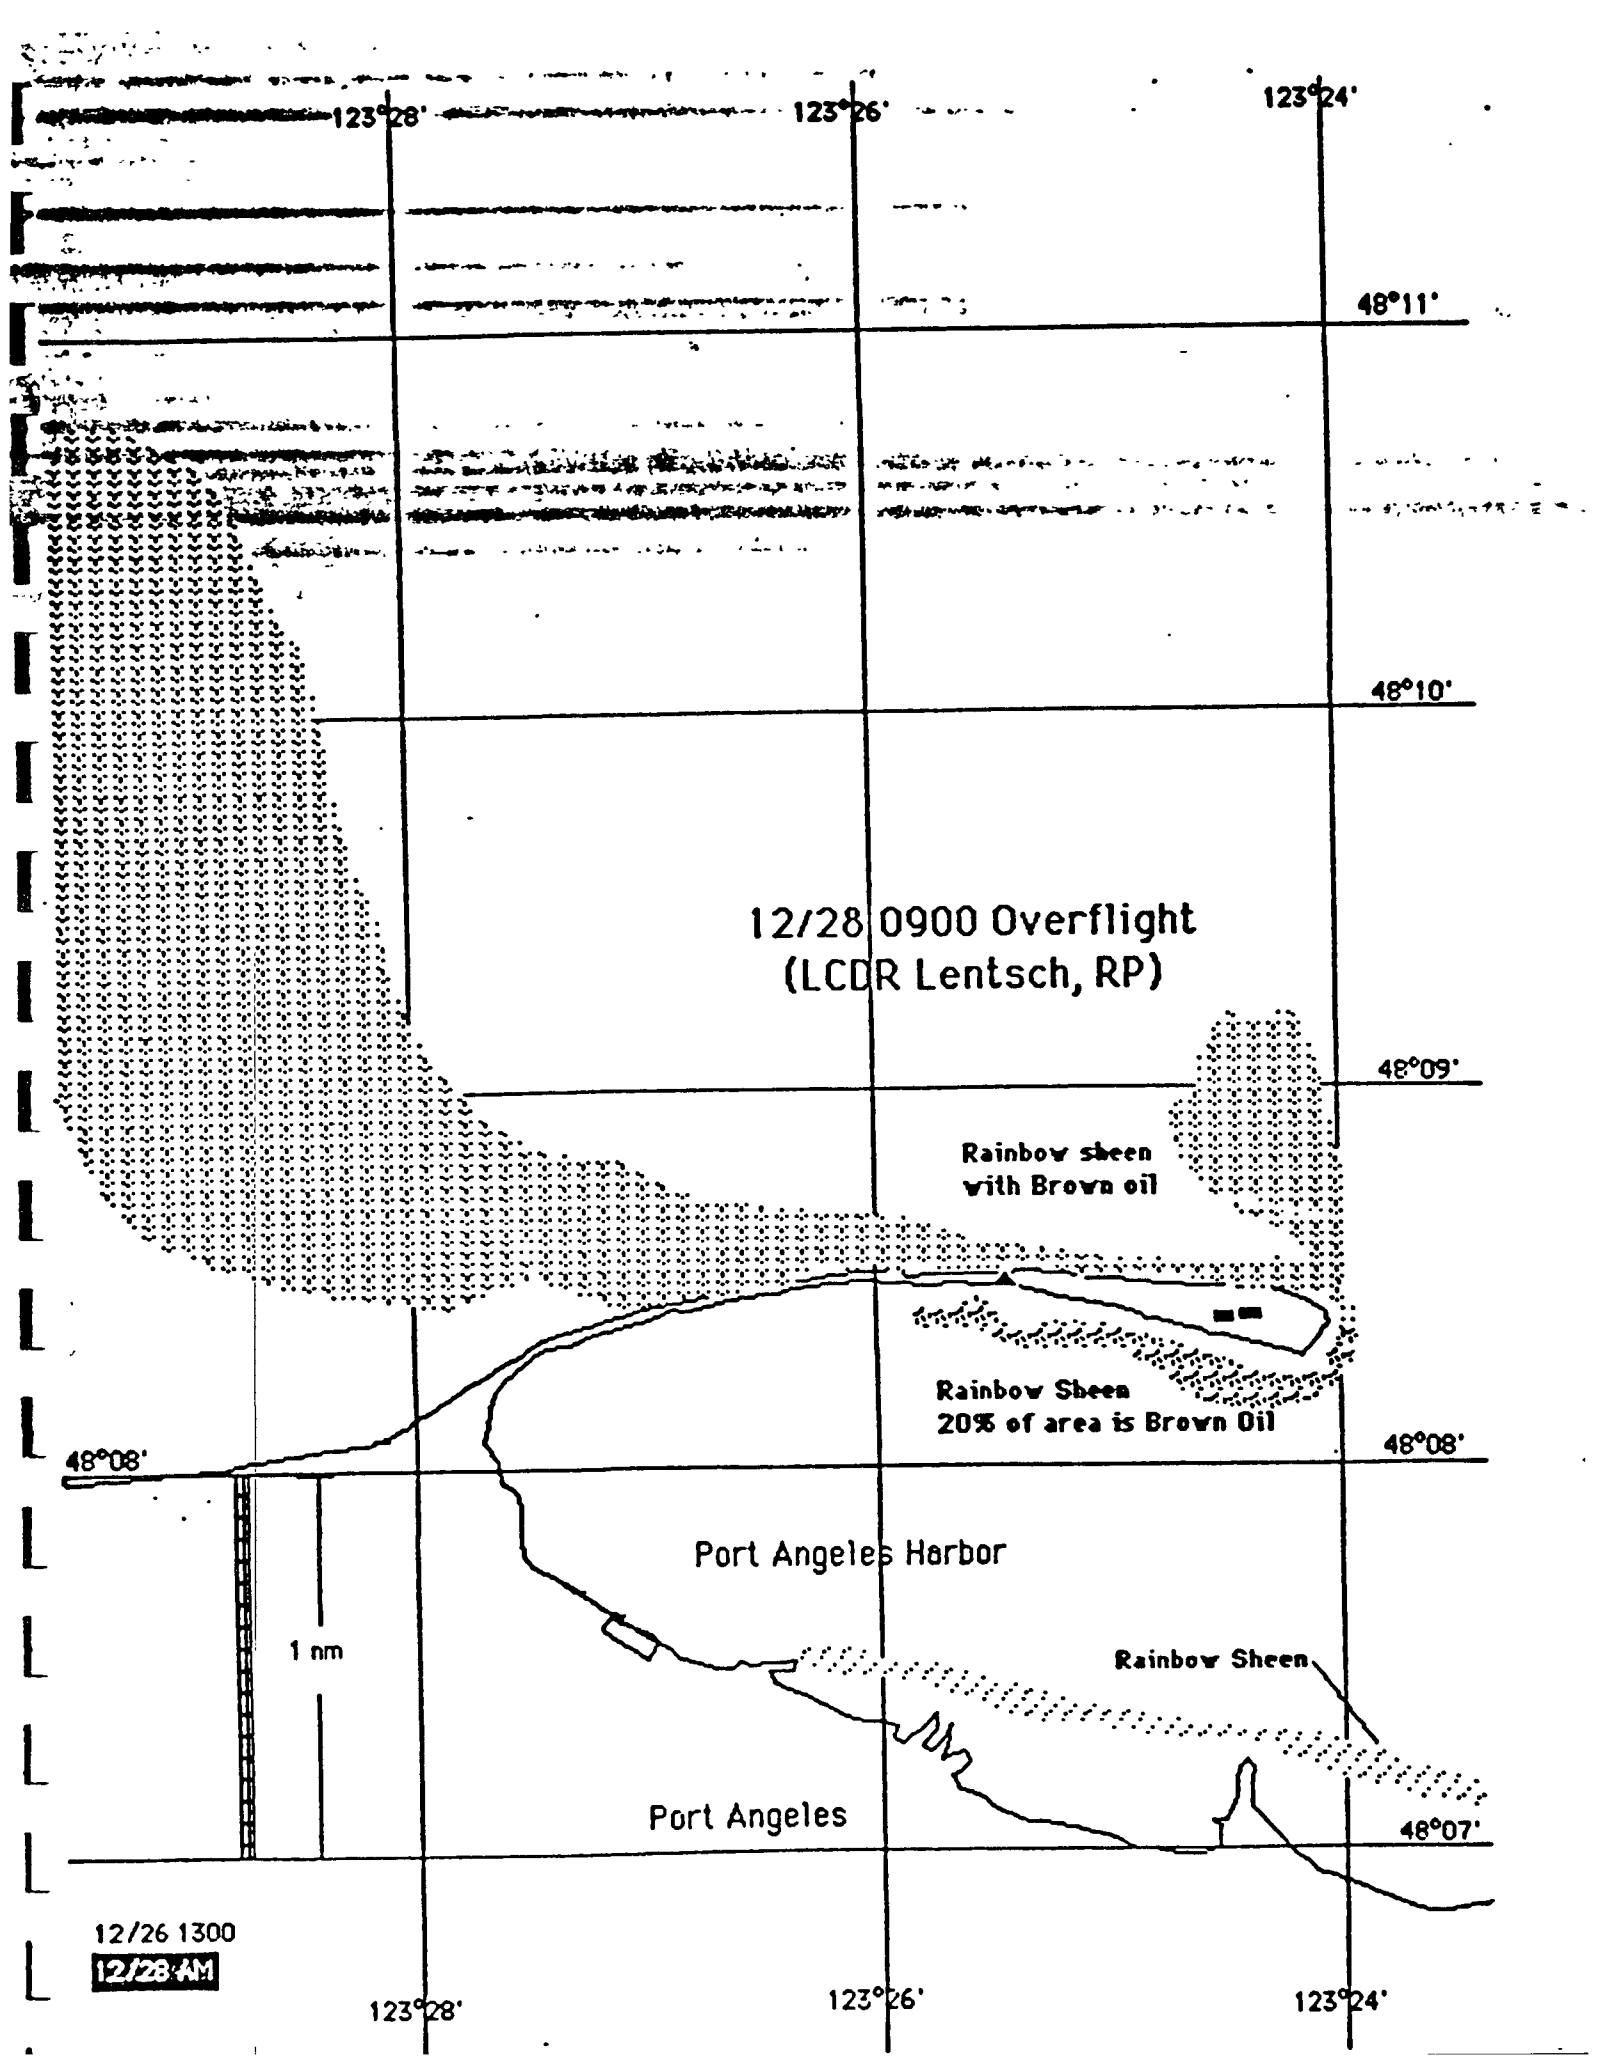 123°28'
123°26'
123°24'
48°11'
48°10'
12/28 0900 Overflight
(LCDR Lentsch, RP)
48°09'
Rainbow sheen
with Brown oil
Rainbow Sheen
20% of area is Brown Oil
48°08'
48°08'
Port Angeles Harbor
1 nm
Rainbow Sheen
Port Angeles
48°07'
12/26 1300
12/28 AM
123°28'
123°26'
123°24'